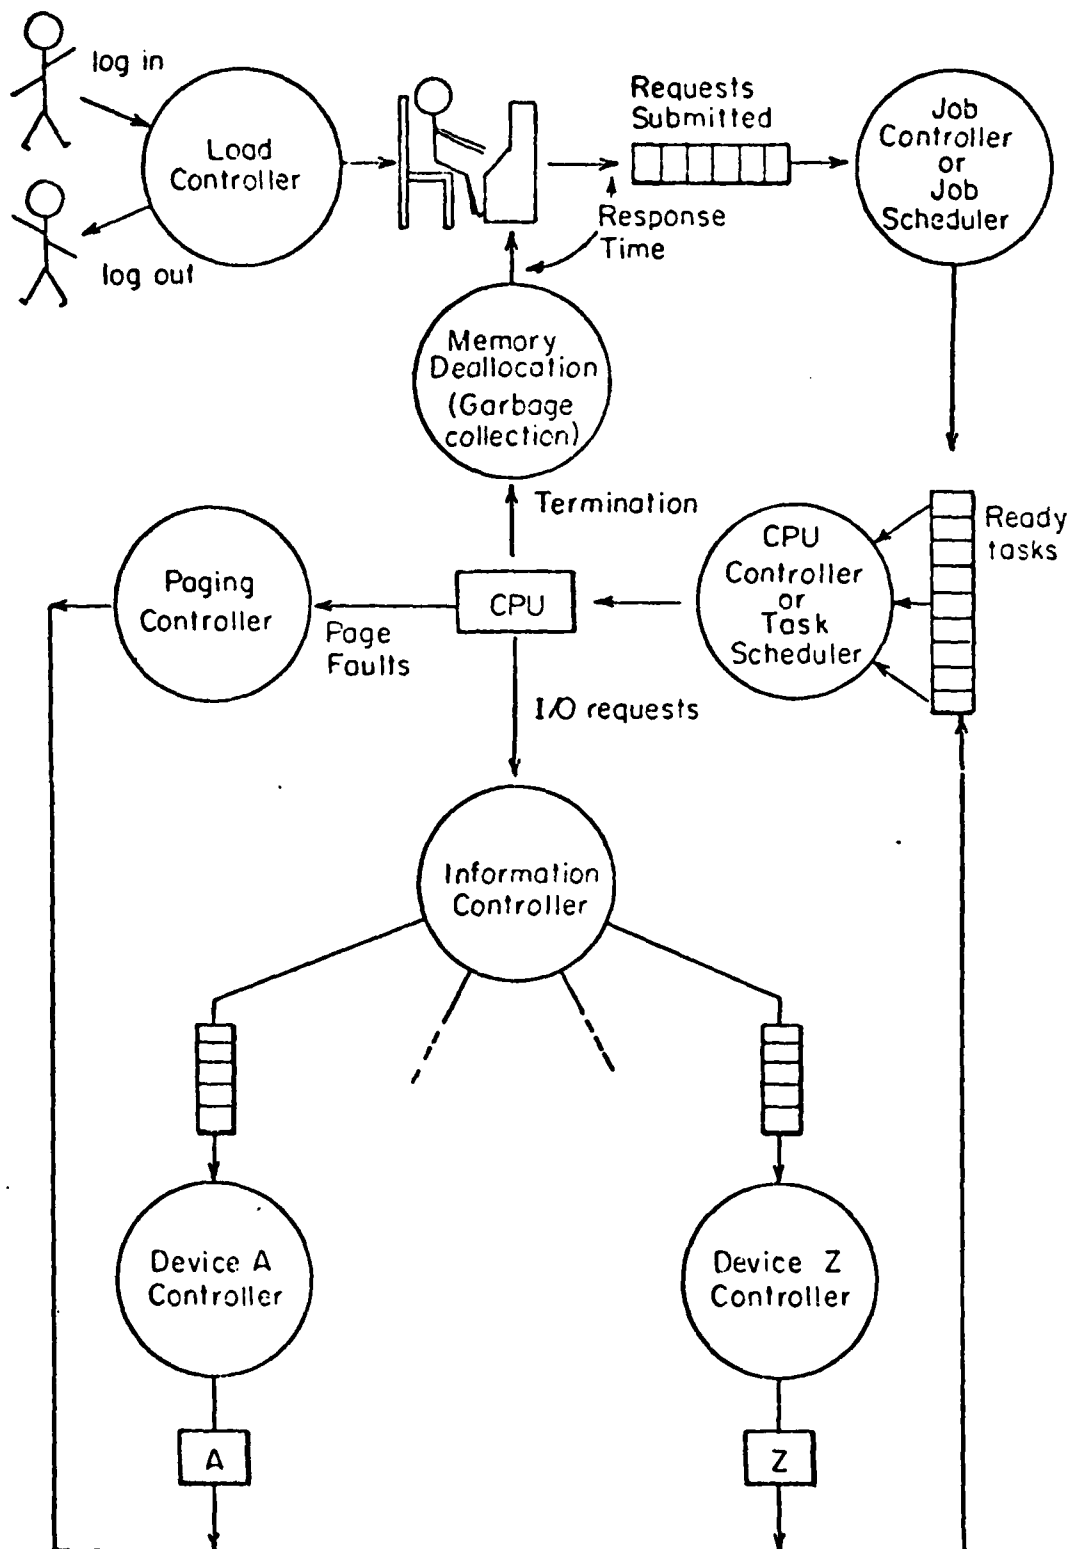 log in
Load
Controller
log out
Requests
Submitted
Response
Time
Job
Controller
or
Job
Scheduler
Memory
Deallocation
(Garbage
collection)
Termination
Ready
tasks
CPU
Controller
or
Task
Scheduler
CPU
Page
Faults
Paging
Controller
I/O requests
Information
Controller
Device A
Controller
Device Z
Controller
A
Z